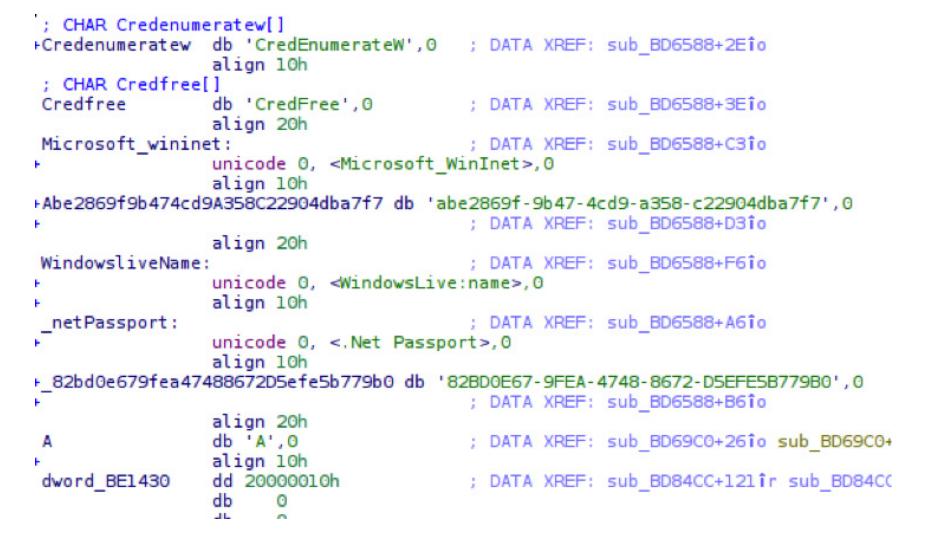 ; CHAR Credenumeratew[]
+Credenumeratew db 'CredEnumerateW',0 ; DATA XREF: sub_BD6588+2Eîo
align 10h
; CHAR Credfree[]
Credfree db 'CredFree',0 ; DATA XREF: sub_BD6588+3Eîo
align 20h
Microsoft_wininet: ; DATA XREF: sub_BD6588+C3îo
+ unicode 0, <Microsoft_WinInet>,0
align 10h
+Abe2869f9b474cd9A358C22904dba7f7 db 'abe2869f-9b47-4cd9-a358-c22904dba7f7',0
+ ; DATA XREF: sub_BD6588+D3îo
align 20h
WindowsliveName: ; DATA XREF: sub_BD6588+F6îo
+ unicode 0, <WindowsLive:name>,0
+ align 10h
_netPassport: ; DATA XREF: sub_BD6588+A6îo
+ unicode 0, <.Net Passport>,0
align 10h
+_82bd0e679fea47488672D5efe5b779b0 db '82BD0E67-9FEA-4748-8672-D5EFE5B779B0',0
+ ; DATA XREF: sub_BD6588+B6îo
align 20h
A db 'A',0 ; DATA XREF: sub_BD69C0+26îo sub_BD69C0+
+ align 10h
dword_BE1430 dd 20000010h ; DATA XREF: sub_BD84CC+121îr sub_BD84CC
db 0